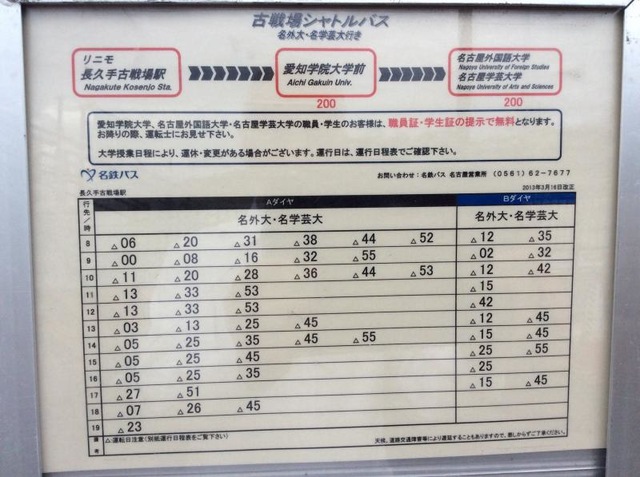 古戦場シャトルバス
名外大・名学芸大行き
リニモ
長久手古戦場駅
Nagakute Kosenjo Sta.
愛知学院大学前
Aichi Gakuin Univ.
200
名古屋外国語大学
Nagoya University of Foreign Studies
名古屋学芸大学
Nagoya University of Arts and Sciences
200
愛知学院大学、名古屋外国語大学・名古屋学芸大学の職員・学生のお客様は、職員証・学生証の提示で無料となります。
お降りの際、運転士にお見せ下さい。
大学授業日程により、運休・変更がある場合がございます。運行日は、運行日程表でご確認下さい。
名鉄バス お問い合わせ：名鉄バス 名古屋営業所 (0561)62-7677
長久手古戦場駅 2013年3月16日改正
行先/時 Aダイヤ Bダイヤ
名外大・名学芸大 名外大・名学芸大
8 △06 △20 △31 △38 △44 △52 △12 △35
9 △00 △08 △16 △32 △55 △02 △32
10 △11 △20 △28 △36 △44 △53 △12 △42
11 △13 △33 △53 △15
12 △13 △33 △53 △42
13 △03 △13 △25 △45 △12 △45
14 △05 △25 △35 △45 △55 △15 △45
15 △05 △25 △45 △25 △55
16 △05 △25 △35 △25
17 △27 △51 △15 △45
18 △07 △26 △45
19 △23
備考 △:運転日注意(別紙運行日程表をご覧下さい) 天候、道路交通障害等により遅延することもありますので、悪しからずご了承ください。